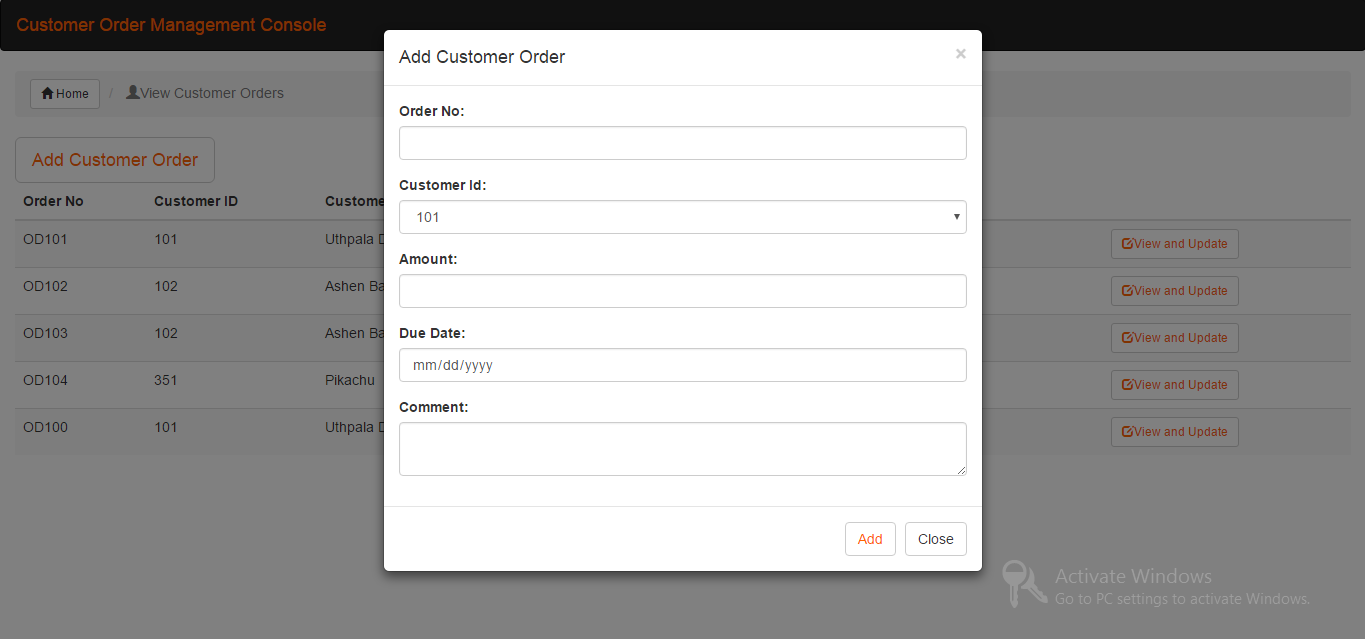 Customer Order Management Console
Add Customer Order ×
Home / View Customer Orders
Add Customer Order
Order No Customer ID
OD101 101 Uthpala
OD102 102 Ashen
OD103 102 Ashen
OD104 351 Pikachu
OD100 101 Uthpala
Order No:
Customer Id:
101
Amount:
Due Date:
mm/dd/yyyy
Comment:
Add Close
View and Update
View and Update
View and Update
View and Update
View and Update
Activate Windows
Go to PC settings to activate Windows.